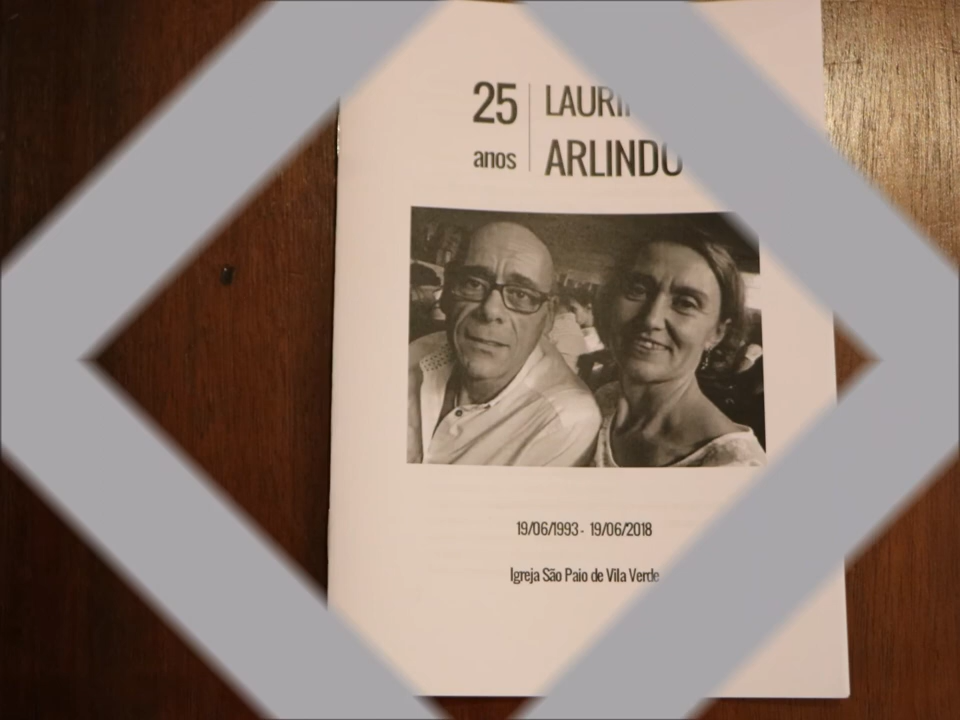 25
anos
ARLINDO
19/06/1993 - 19/06/2018
Igreja São Paio de Vila Verde